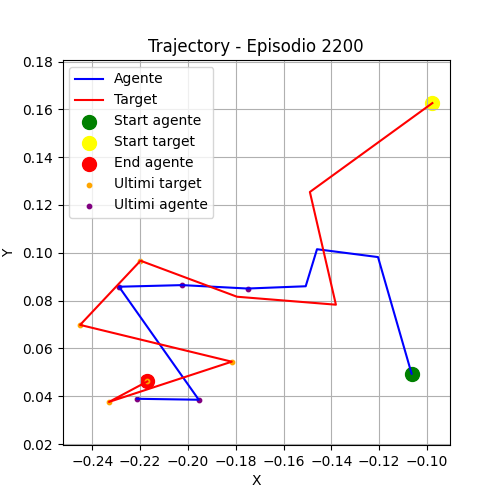 Trajectory - Episodio 2200
Agente
Target
Start agente
Start target
End agente
Ultimi target
Ultimi agente
Y
0.18
0.16
0.14
0.12
0.10
0.08
0.06
0.04
0.02
−0.24 −0.22 −0.20 −0.18 −0.16 −0.14 −0.12 −0.10
X